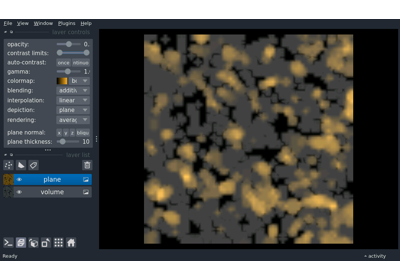 File View Window Plugins Help
layer controls
opacity: 0.
contrast limits:
auto-contrast: once
gamma: 1.
colormap:
blending:
interpolation: linear
depiction: plane
rendering:
plane normal: x y z
plane thickness: 10
layer list
plane
volume
Ready
activity